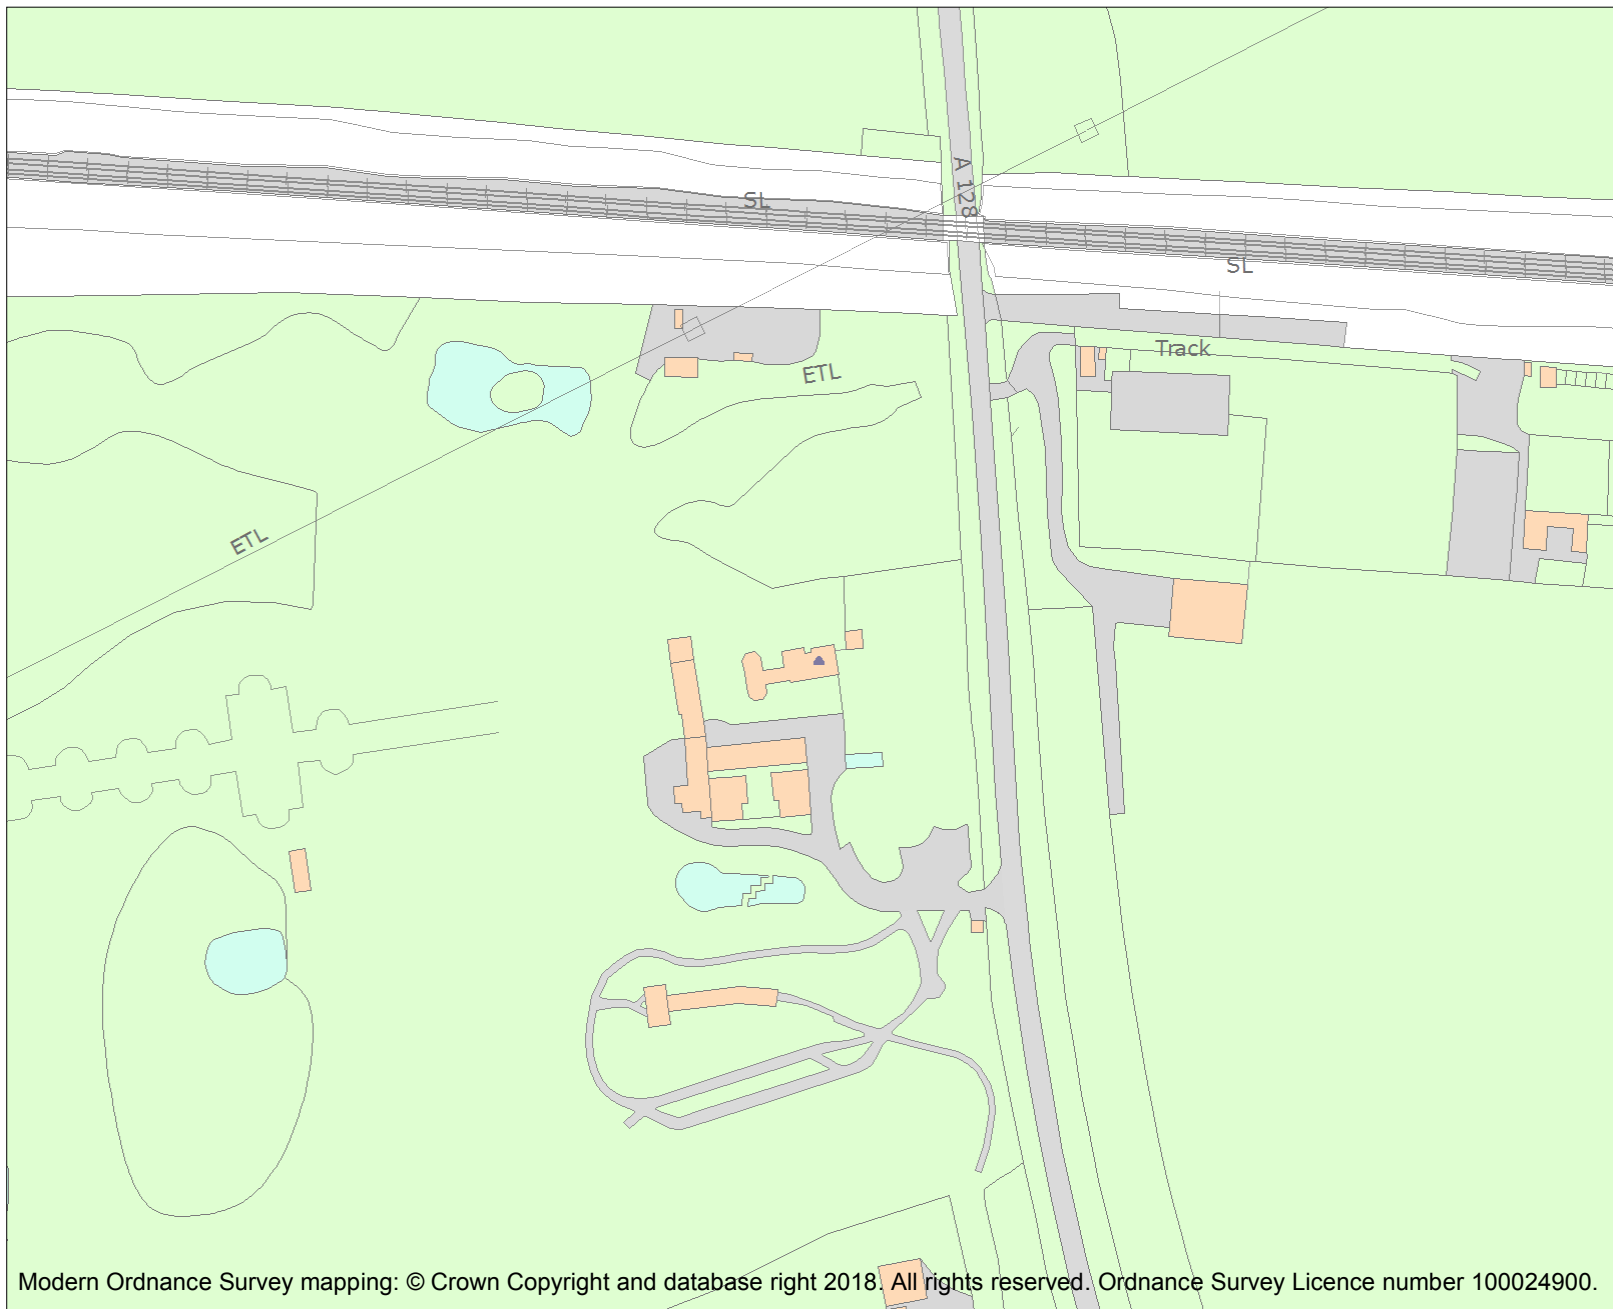 A 128
SL
SL
Track
ETL
ETL
Modern Ordnance Survey mapping: © Crown Copyright and database right 2018. All rights reserved. Ordnance Survey Licence number 100024900.